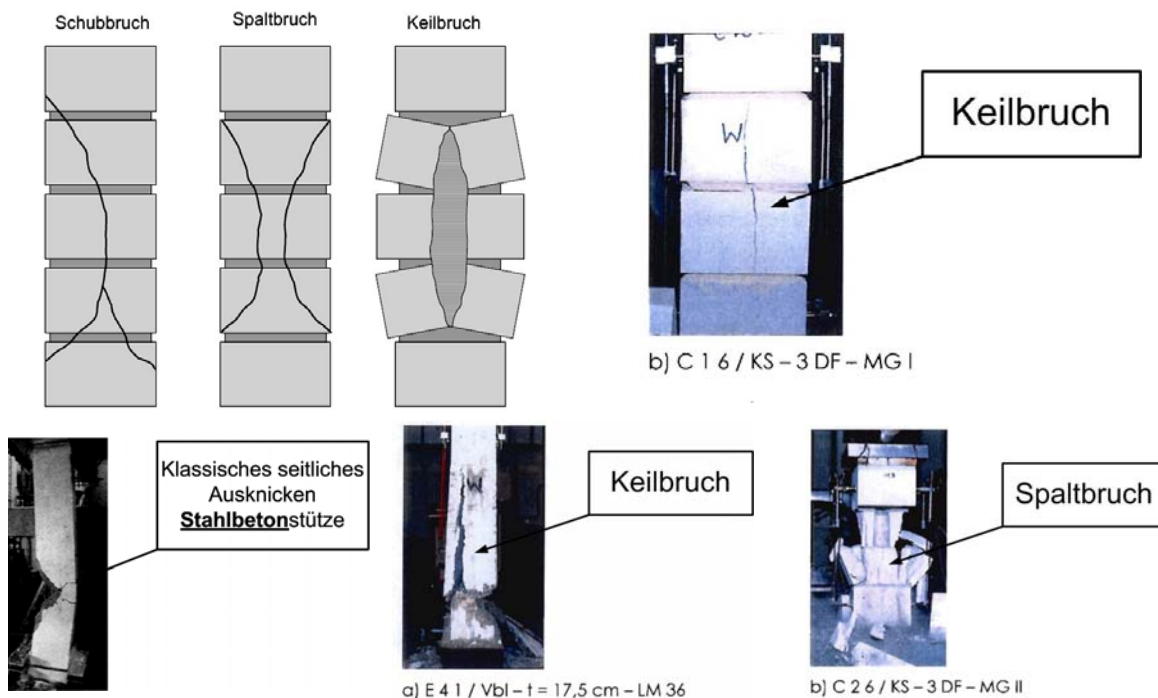 Schubbruch
Spaltbruch
Keilbruch
W
Keilbruch
b) C 1 6 / KS – 3 DF – MG I
Klassisches seitliches
Ausknicken
Stahlbetonstütze
W
Keilbruch
a) E 4 1 / Vbl – t = 17,5 cm – LM 36
Spaltbruch
b) C 2 6 / KS – 3 DF – MG II